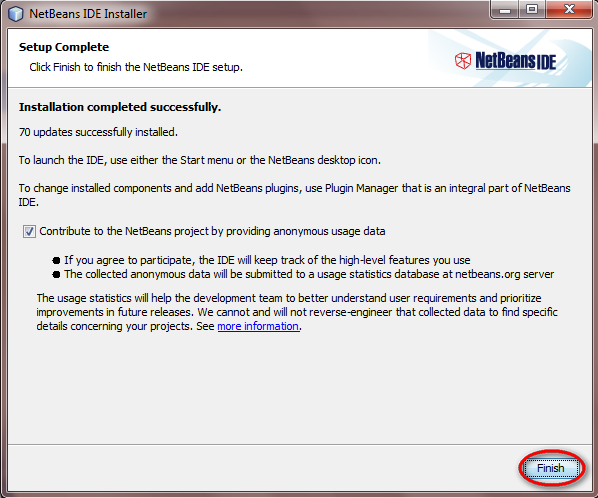 NetBeans IDE Installer
Setup Complete
Click Finish to finish the NetBeans IDE setup.
NetBeans IDE
Installation completed successfully.
70 updates successfully installed.
To launch the IDE, use either the Start menu or the NetBeans desktop icon.
To change installed components and add NetBeans plugins, use Plugin Manager that is an integral part of NetBeans
IDE.
Contribute to the NetBeans project by providing anonymous usage data
● If you agree to participate, the IDE will keep track of the high-level features you use
● The collected anonymous data will be submitted to a usage statistics database at netbeans.org server
The usage statistics will help the development team to better understand user requirements and prioritize
improvements in future releases. We cannot and will not reverse-engineer that collected data to find specific
details concerning your projects. See more information.
Finish